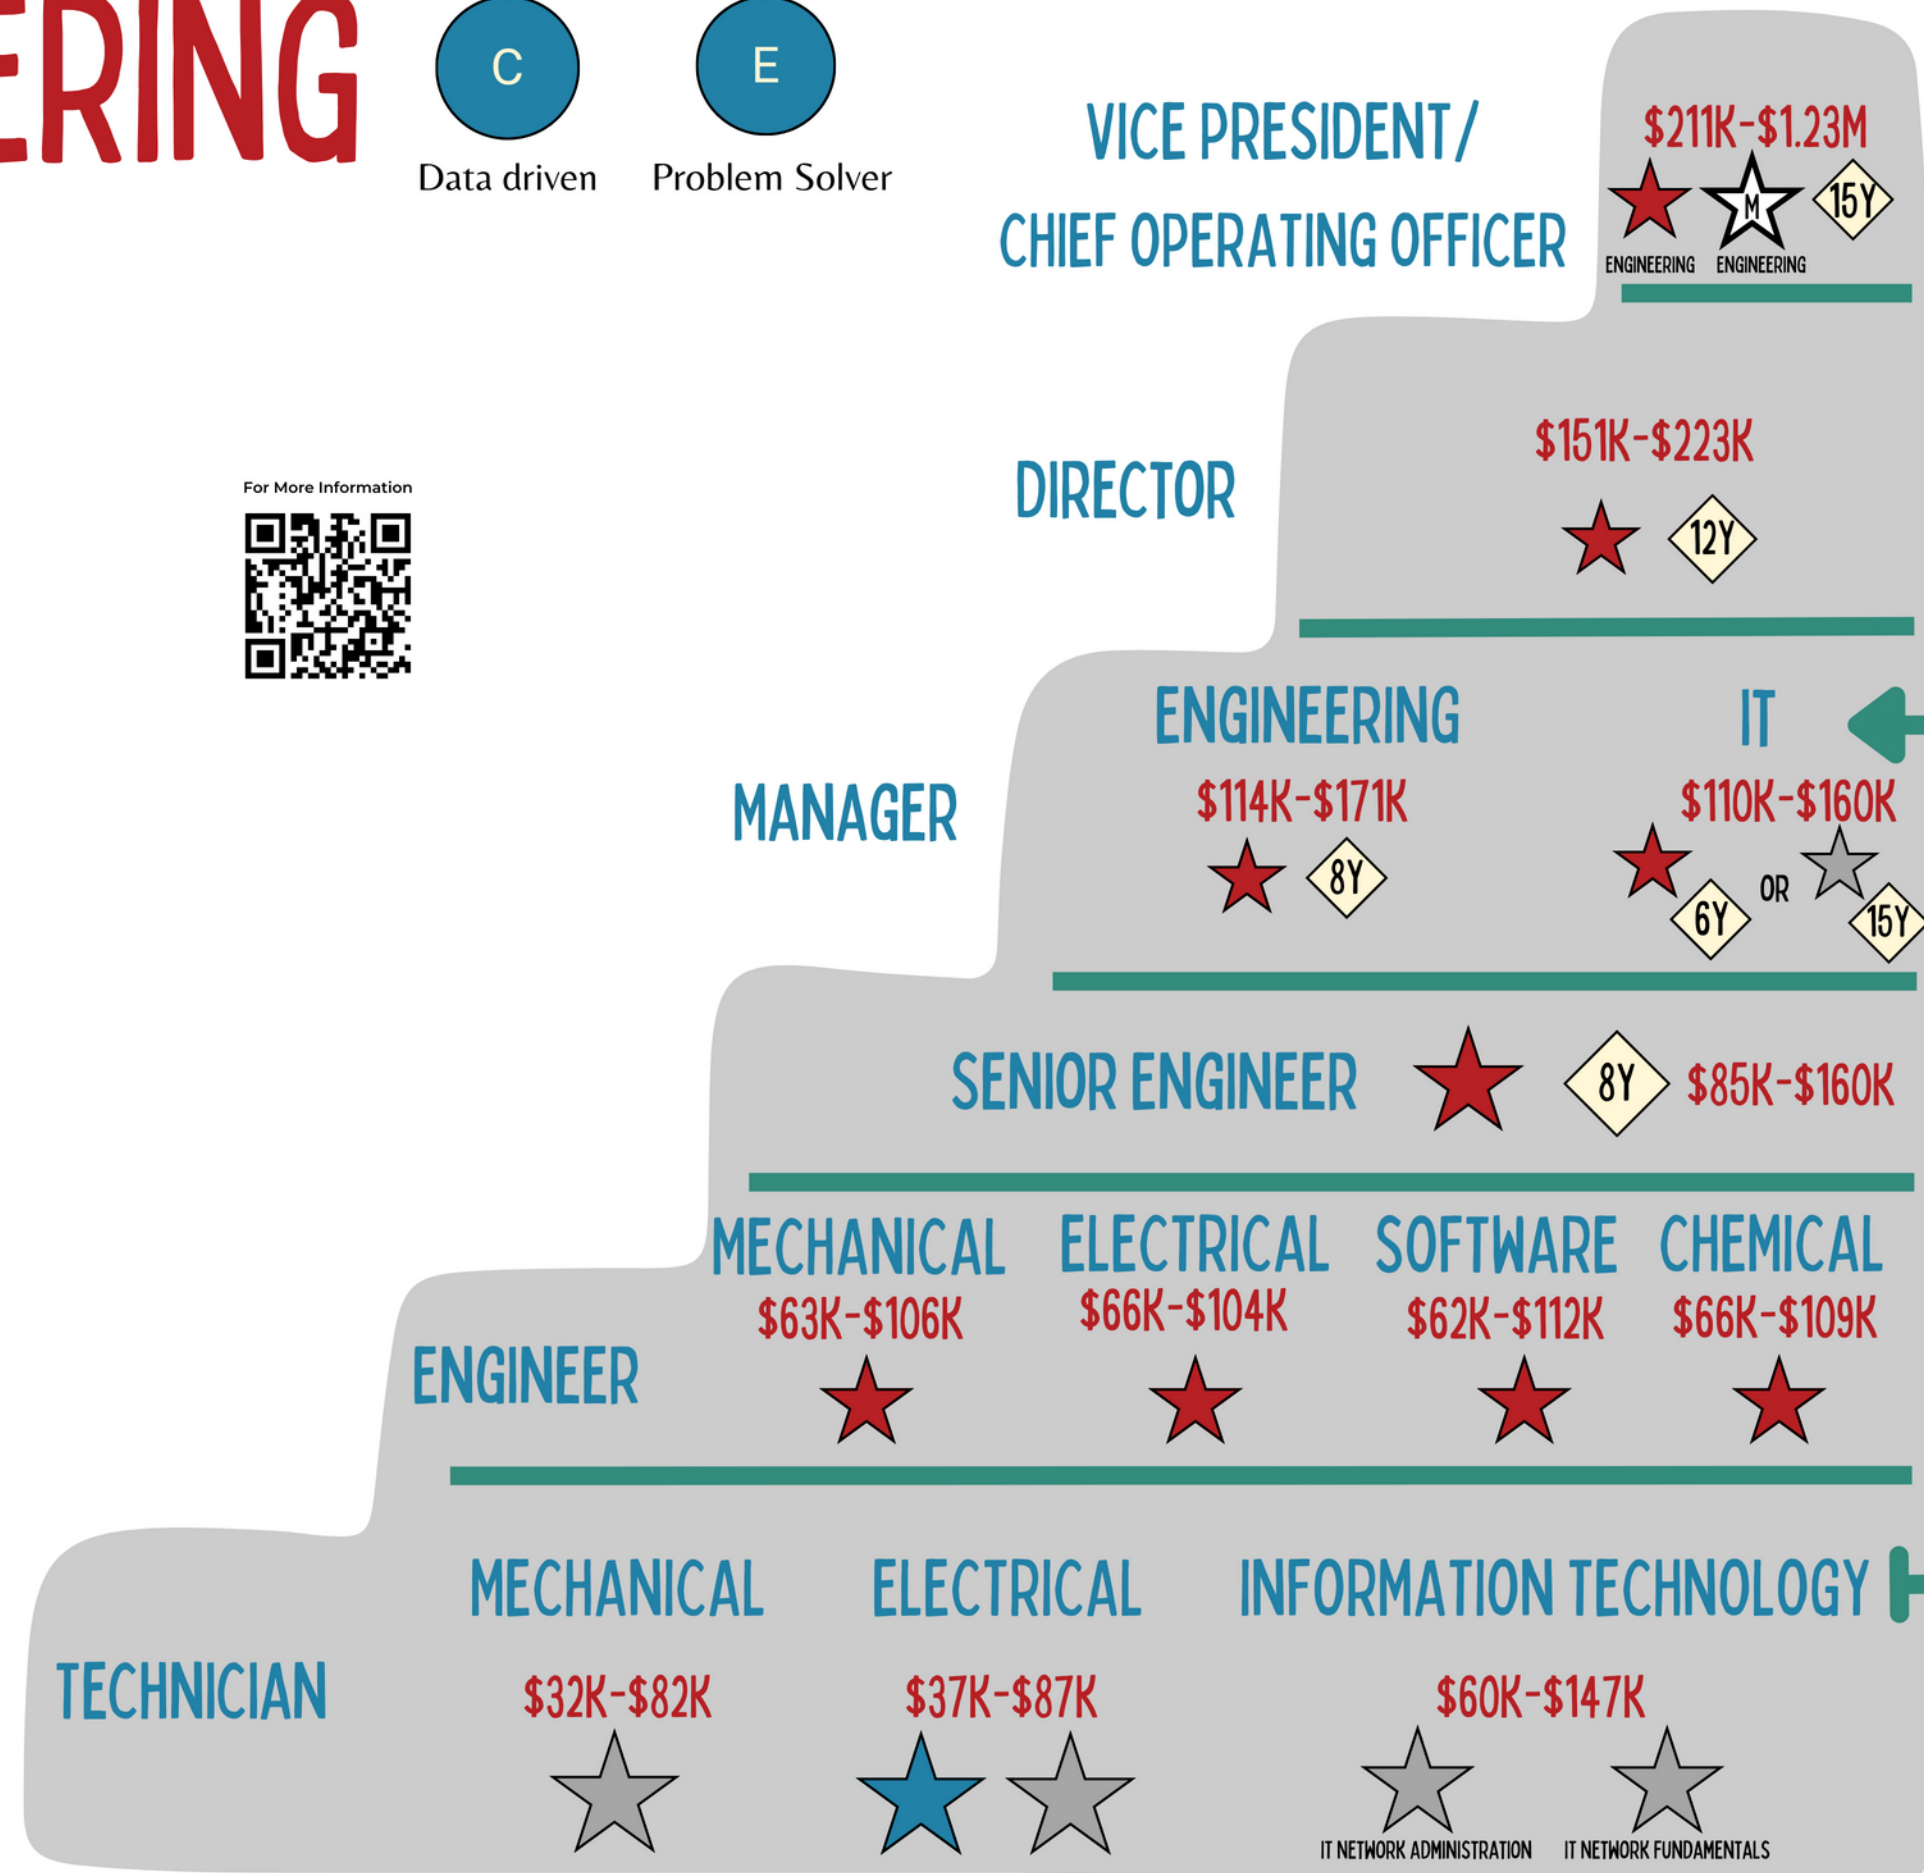 ERING
C
E
Data driven
Problem Solver
VICE PRESIDENT/
CHIEF OPERATING OFFICER
$211K-$1.23M
M
15Y
ENGINEERING ENGINEERING
For More Information
DIRECTOR
$151K-$223K
12Y
MANAGER
ENGINEERING
$114K-$171K
8Y
IT
$110K-$160K
6Y
OR
15Y
SENIOR ENGINEER
8Y
$85K-$160K
ENGINEER
MECHANICAL
$63K-$106K
ELECTRICAL
$66K-$104K
SOFTWARE
$62K-$112K
CHEMICAL
$66K-$109K
TECHNICIAN
MECHANICAL
$32K-$82K
ELECTRICAL
$37K-$87K
INFORMATION TECHNOLOGY
$60K-$147K
IT NETWORK ADMINISTRATION
IT NETWORK FUNDAMENTALS